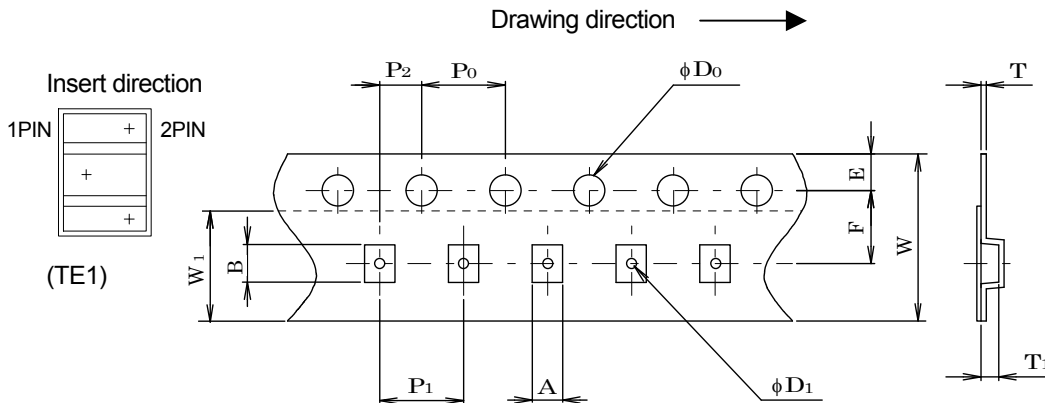 Drawing direction
P2 P0 φD0 T
Insert direction
1PIN 2PIN
E
F
W
B
W1
(TE1)
P1 A φD1 T1